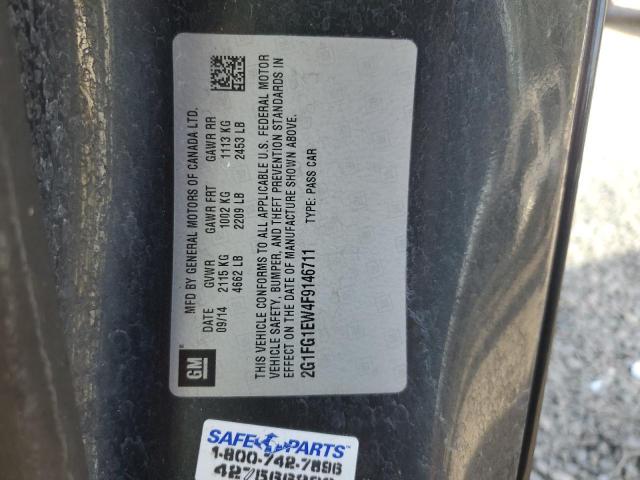 MFD BY GENERAL MOTORS OF CANADA LTD.
DATE GVWR GAWR FRT GAWR RR
09/14 2115 KG 1002 KG 1113 KG
4662 LB 2209 LB 2453 LB
THIS VEHICLE CONFORMS TO ALL APPLICABLE U.S. FEDERAL MOTOR
VEHICLE SAFETY, BUMPER, AND THEFT PREVENTION STANDARDS IN
EFFECT ON THE DATE OF MANUFACTURE SHOWN ABOVE.
2G1FG1EW4F9146711 TYPE: PASS CAR
GM
SAFE PARTS
1-800-742-7896